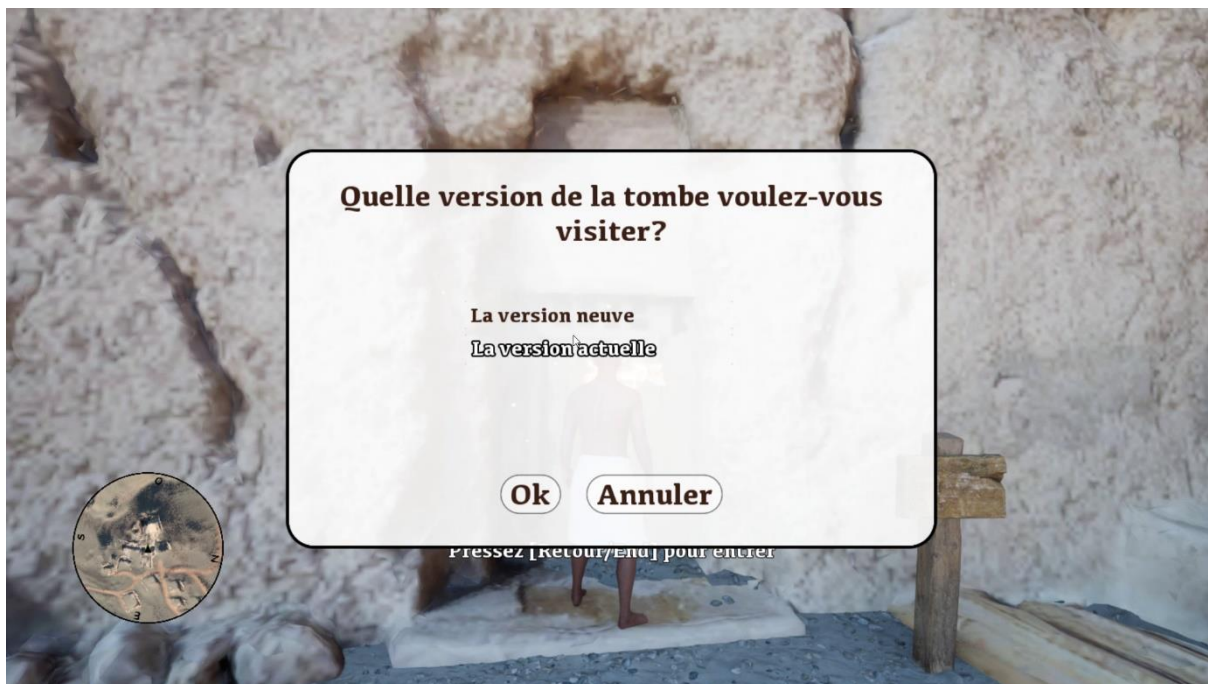 Quelle version de la tombe voulez-vous
visiter?
La version neuve
La version actuelle
Ok
Annuler
Pressez [Retour/End] pour entrer
O
S
N
E